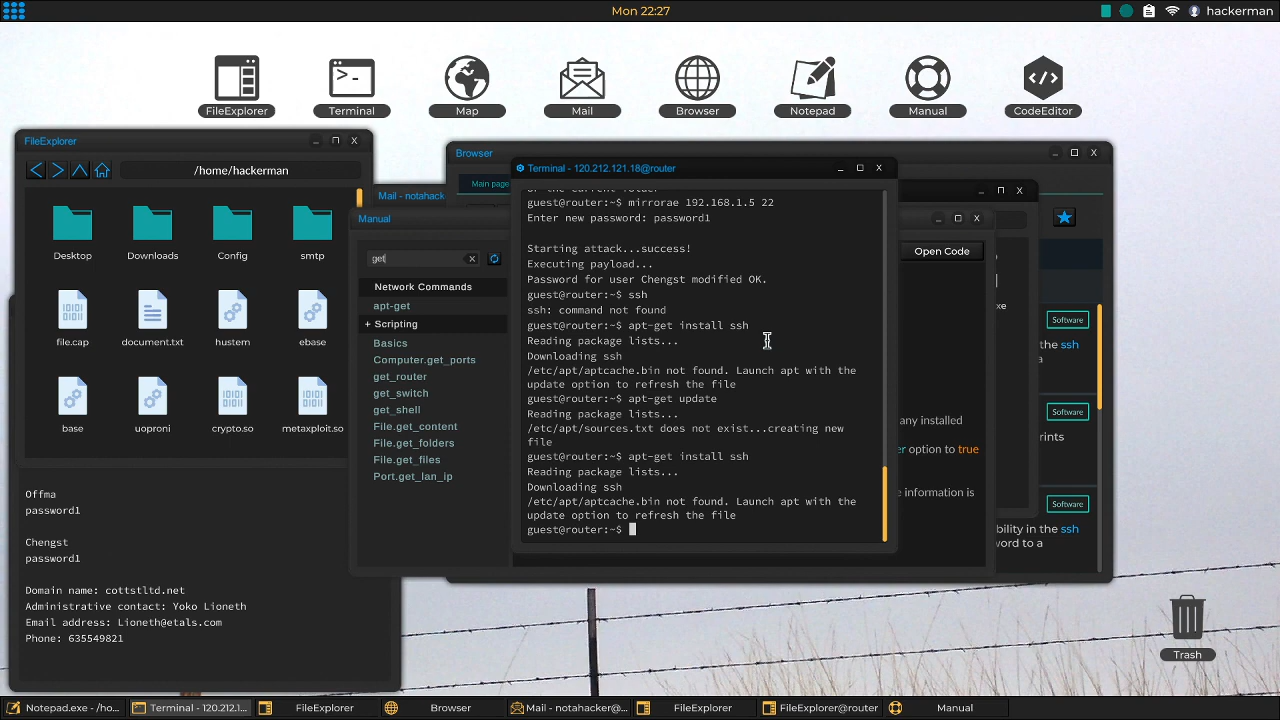 Mon 22:27
hackerman
FileExplorer
Terminal
Map
Mail
Browser
Notepad
Manual
CodeEditor
FileExplorer
/home/hackerman
Desktop
Downloads
Config
smtp
file.cap
document.txt
hustem
ebase
base
uoproni
crypto.so
metaxploit.so
Offma
password1
Chengst
password1
Domain name: cottstltd.net
Administrative contact: Yoko Lioneth
Email address: Lioneth@etals.com
Phone: 635549821
Mail - notahack
Manual
get
Network Commands
apt-get
+ Scripting
Basics
Computer.get_ports
get_router
get_switch
get_shell
File.get_content
File.get_folders
File.get_files
Port.get_lan_ip
Browser
Main page
Terminal - 120.212.121.18@router
guest@router:~$ mirrorae 192.168.1.5 22
Enter new password: password1
Starting attack...success!
Executing payload...
Password for user Chengst modified OK.
guest@router:~$ ssh
ssh: command not found
guest@router:~$ apt-get install ssh
Reading package lists...
Downloading ssh
/etc/apt/aptcache.bin not found. Launch apt with the
update option to refresh the file
guest@router:~$ apt-get update
Reading package lists...
/etc/apt/sources.txt does not exist...creating new
file
guest@router:~$ apt-get install ssh
Reading package lists...
Downloading ssh
/etc/apt/aptcache.bin not found. Launch apt with the
update option to refresh the file
guest@router:~$
Open Code
any installed
er option to true
e information is
xe
Software
the ssh
a
Software
rints
Software
bility in the ssh
word to a
Trash
Notepad.exe - /ho...
Terminal - 120.212.1...
FileExplorer
Browser
Mail - notahacker@...
FileExplorer
FileExplorer@router
Manual